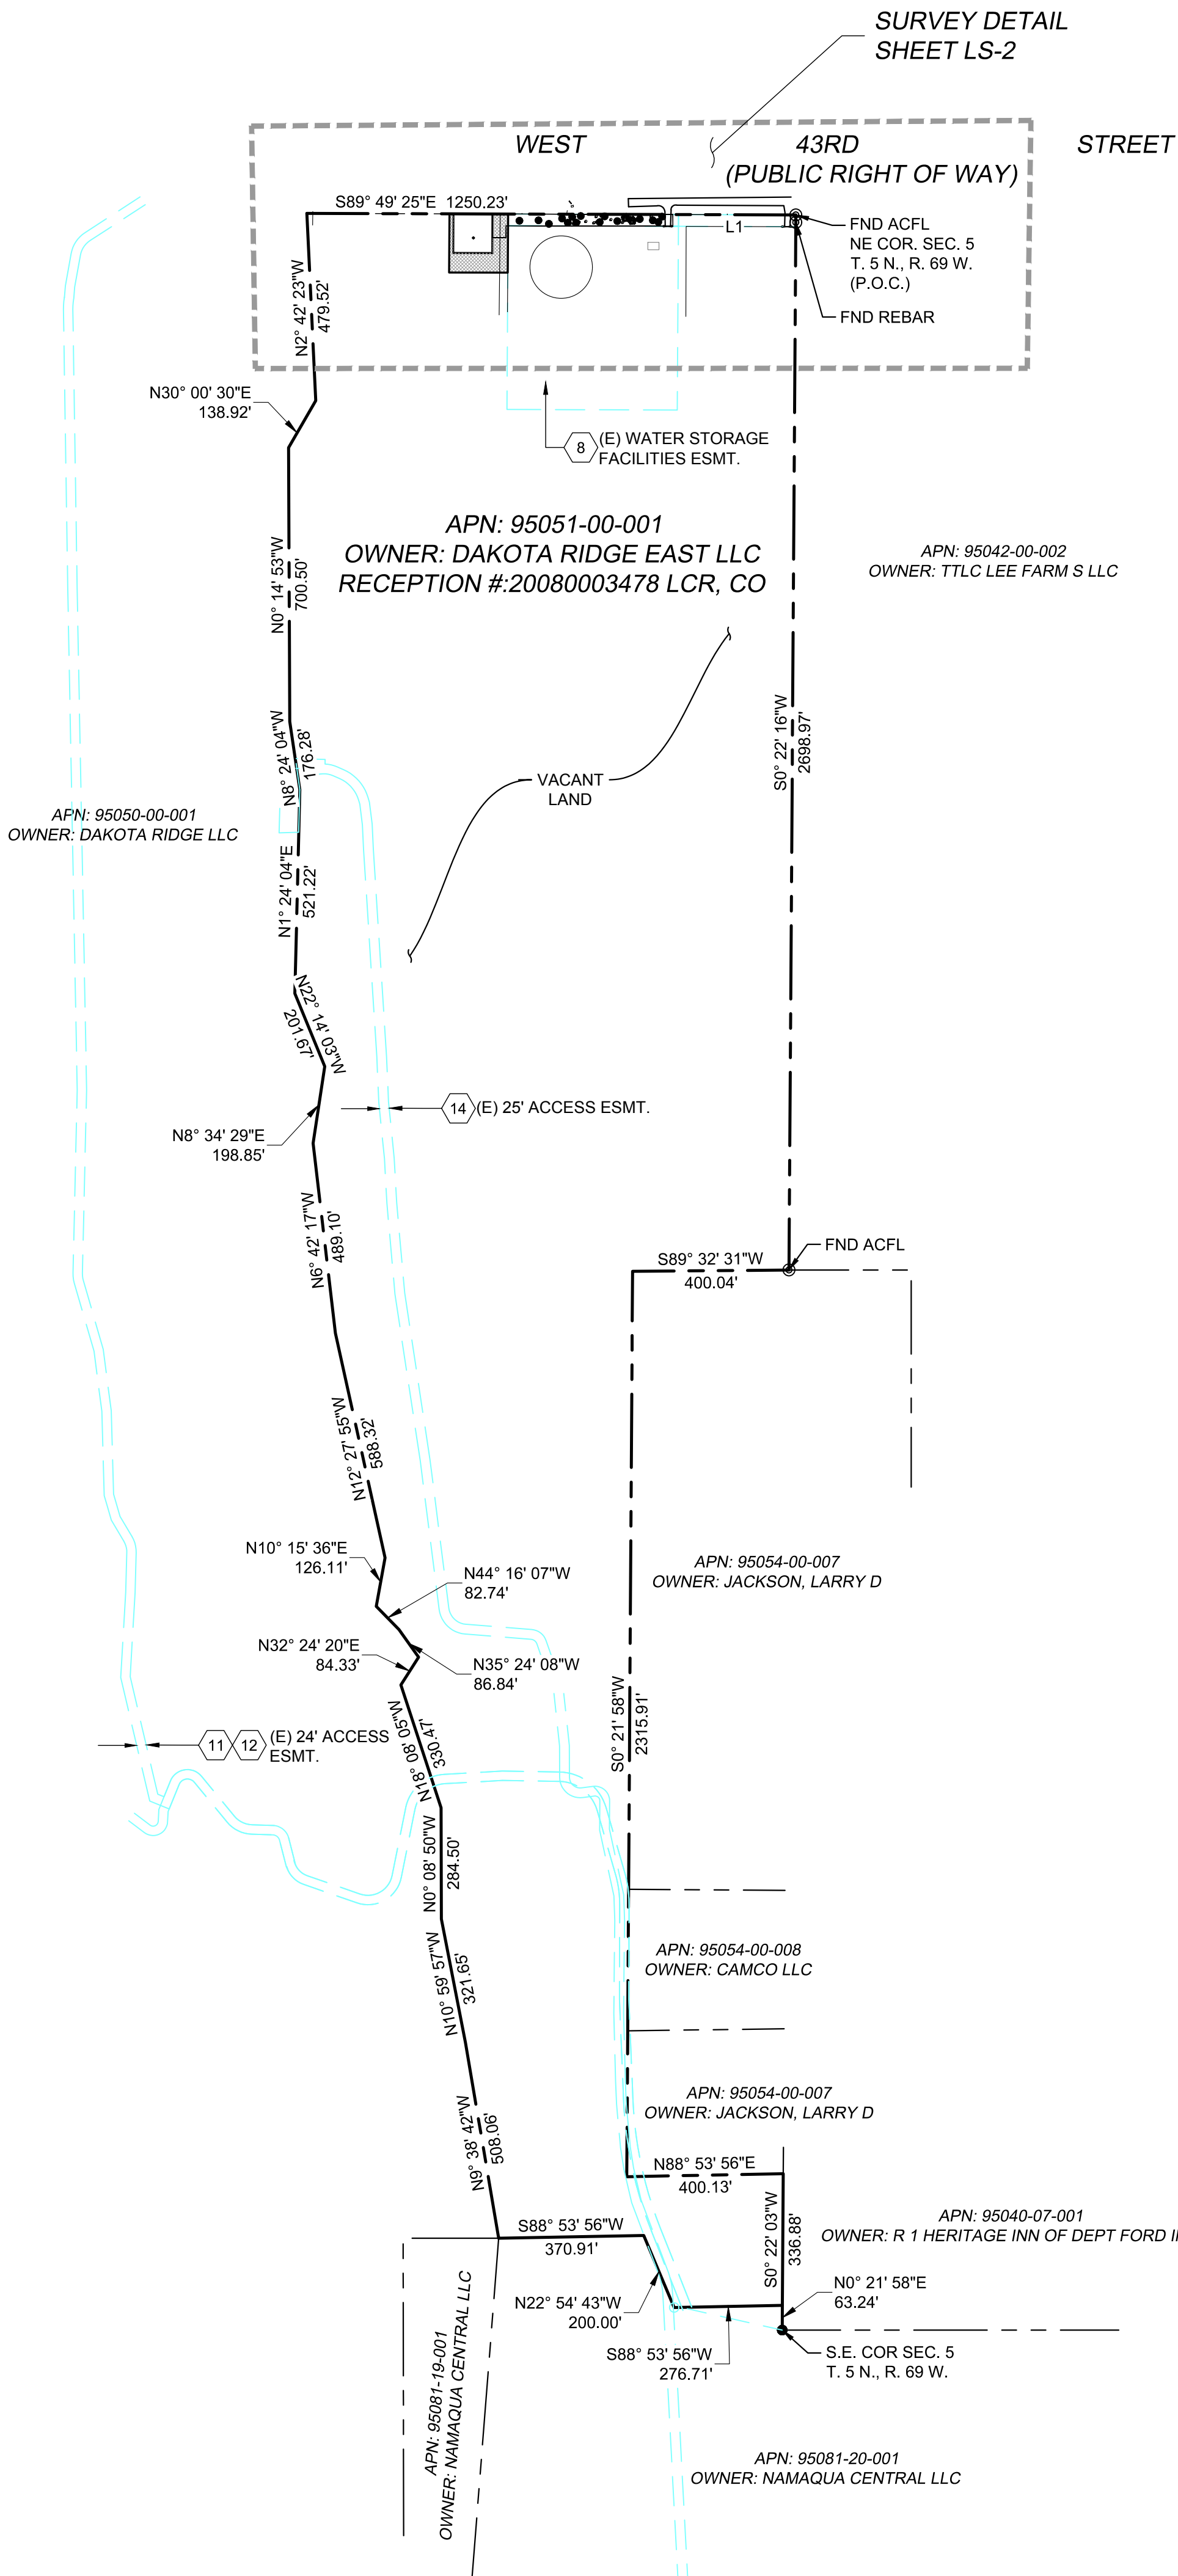 SURVEY DETAIL
SHEET LS-2
WEST 43RD STREET
(PUBLIC RIGHT OF WAY)
S89° 49' 25"E 1250.23'
L1
FND ACFL
NE COR. SEC. 5
T. 5 N., R. 69 W.
(P.O.C.)
FND REBAR
N2° 42' 23"W
479.52'
N30° 00' 30"E
138.92'
8
(E) WATER STORAGE
FACILITIES ESMT.
APN: 95051-00-001
OWNER: DAKOTA RIDGE EAST LLC
RECEPTION #:20080003478 LCR, CO
APN: 95042-00-002
OWNER: TTLC LEE FARM S LLC
N0° 14' 53"W
700.50'
S0° 22' 16"W
2698.97'
N8° 24' 04"W
176.28'
VACANT
LAND
APN: 95050-00-001
OWNER: DAKOTA RIDGE LLC
N1° 24' 04"E
521.22'
N22° 14' 03"W
201.67'
14
(E) 25' ACCESS ESMT.
N8° 34' 29"E
198.85'
N6° 42' 17"W
489.10'
FND ACFL
S89° 32' 31"W
400.04'
N12° 27' 55"W
588.32'
N10° 15' 36"E
126.11'
N44° 16' 07"W
82.74'
APN: 95054-00-007
OWNER: JACKSON, LARRY D
N32° 24' 20"E
84.33'
N35° 24' 08"W
86.84'
S0° 21' 58"W
2315.91'
11
12
(E) 24' ACCESS
ESMT.
N18° 08' 05"W
330.47'
N0° 08' 50"W
284.50'
APN: 95054-00-008
OWNER: CAMCO LLC
N10° 59' 57"W
321.65'
APN: 95054-00-007
OWNER: JACKSON, LARRY D
N9° 38' 42"W
508.06'
N88° 53' 56"E
400.13'
S0° 22' 03"W
336.88'
APN: 95040-07-001
OWNER: R 1 HERITAGE INN OF DEPT FORD
S88° 53' 56"W
370.91'
N22° 54' 43"W
200.00'
N0° 21' 58"E
63.24'
S88° 53' 56"W
276.71'
S.E. COR SEC. 5
T. 5 N., R. 69 W.
APN: 95081-19-001
OWNER: NAMAQUA CENTRAL LLC
APN: 95081-20-001
OWNER: NAMAQUA CENTRAL LLC